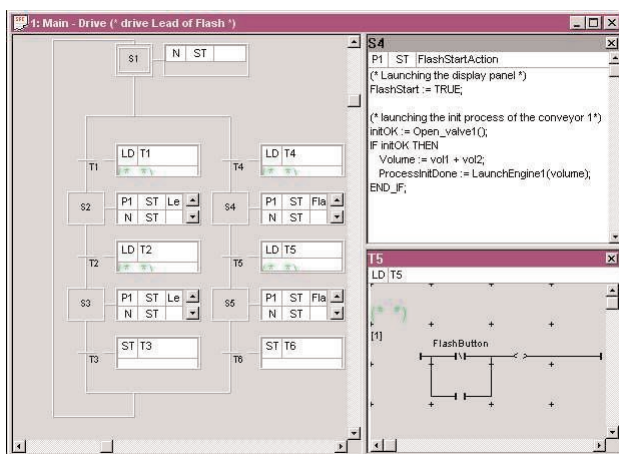 1: Main - Drive (* drive Lead of Flash *)
S1
N ST
T1
LD T1
T4
LD T4
S2
P1 ST Le
N ST
S4
P1 ST Fla
N ST
T2
LD T2
T5
LD T5
S3
P1 ST Le
N ST
S5
P1 ST Fla
N ST
T3
ST T3
T6
ST T6
S4
P1 ST FlashStartAction
(* Launching the display panel *)
FlashStart := TRUE;
(* launching the init process of the conveyor 1*)
initOK := Open_valve1();
IF initOK THEN
Volume := vol1 + vol2;
ProcessInitDone := LaunchEngine1(volume);
END_IF;
T5
LD T5
[1]
FlashButton